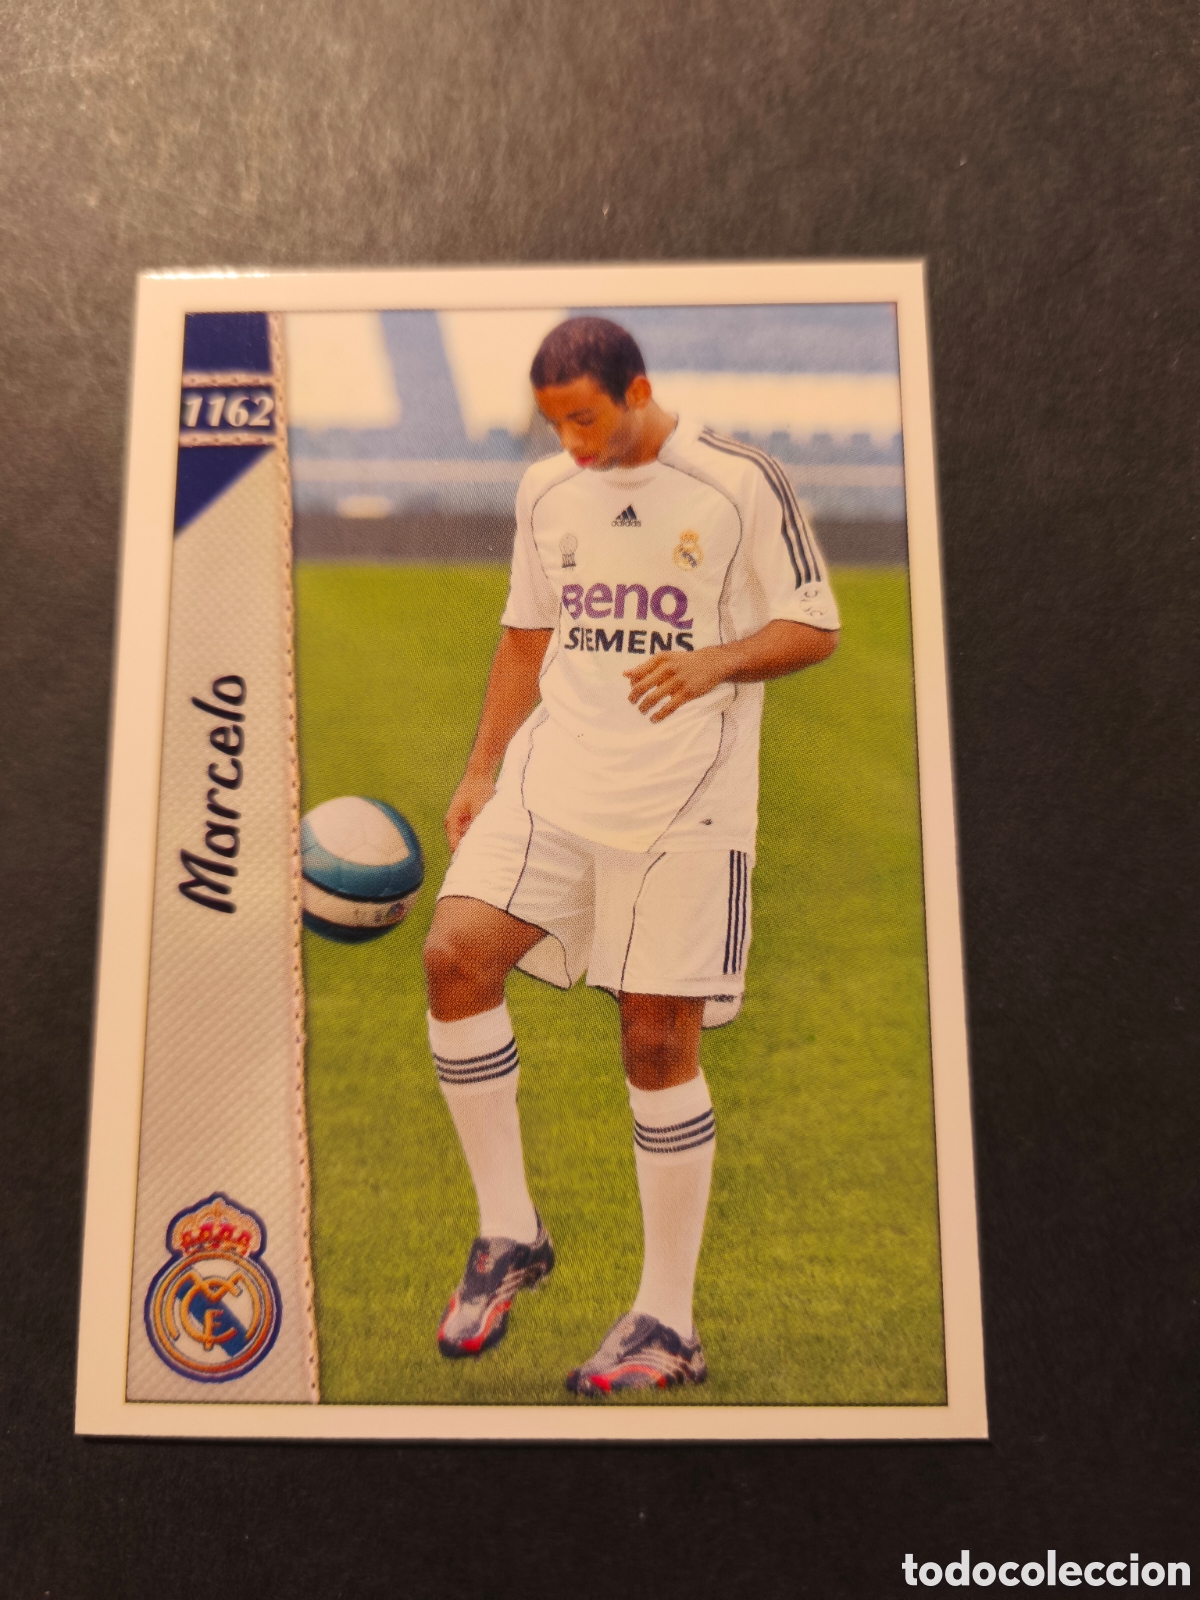 1162
Marcelo
adidas
BenQ
SIEMENS
todocoleccion